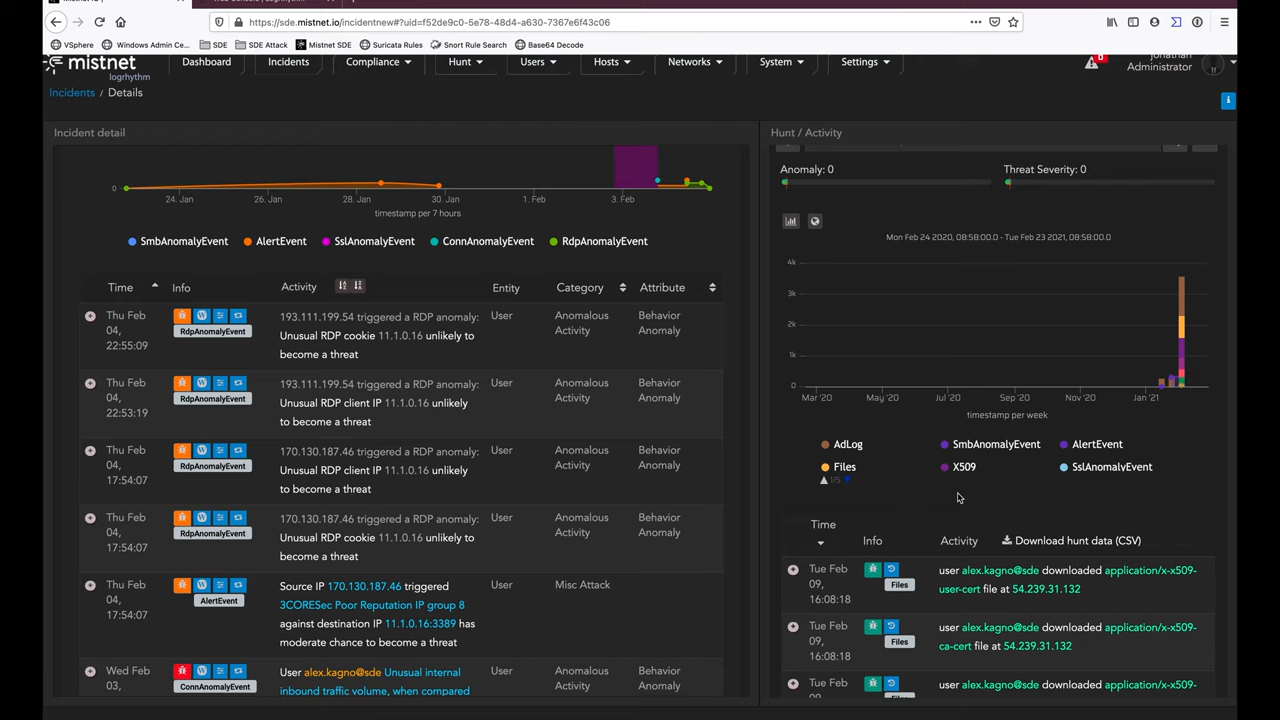 https://sde.mistnet.io/incidentnew#?uid=f52de9c0-5e78-48d4-a630-7367e6f43c06
VSphere
Windows Admin Ce...
SDE
SDE Attack
Mistnet SDE
Suricata Rules
Snort Rule Search
Base64 Decode
mistnet
logrhythm
Dashboard
Incidents
Compliance
Hunt
Users
Hosts
Networks
System
Settings
0
jonathan
Administrator
Incidents / Details
Incident detail
0
24. Jan
26. Jan
28. Jan
30. Jan
1. Feb
3. Feb
timestamp per 7 hours
SmbAnomalyEvent
AlertEvent
SslAnomalyEvent
ConnAnomalyEvent
RdpAnomalyEvent
Time
Info
Activity
Entity
Category
Attribute
Thu Feb
04,
22:55:09
RdpAnomalyEvent
193.111.199.54 triggered a RDP anomaly:
Unusual RDP cookie 11.1.0.16 unlikely to
become a threat
User
Anomalous
Activity
Behavior
Anomaly
Thu Feb
04,
22:53:19
RdpAnomalyEvent
193.111.199.54 triggered a RDP anomaly:
Unusual RDP client IP 11.1.0.16 unlikely
to become a threat
User
Anomalous
Activity
Behavior
Anomaly
Thu Feb
04,
17:54:07
RdpAnomalyEvent
170.130.187.46 triggered a RDP anomaly:
Unusual RDP client IP 11.1.0.16 unlikely
to become a threat
User
Anomalous
Activity
Behavior
Anomaly
Thu Feb
04,
17:54:07
RdpAnomalyEvent
170.130.187.46 triggered a RDP anomaly:
Unusual RDP cookie 11.1.0.16 unlikely to
become a threat
User
Anomalous
Activity
Behavior
Anomaly
Thu Feb
04,
17:54:07
AlertEvent
Source IP 170.130.187.46 triggered
3CORESec Poor Reputation IP group 8
against destination IP 11.1.0.16:3389 has
moderate chance to become a threat
User
Misc Attack
Wed Feb
03,
ConnAnomalyEvent
User alex.kagno@sde Unusual internal
inbound traffic volume, when compared
User
Anomalous
Activity
Behavior
Anomaly
Hunt / Activity
Anomaly: 0
Threat Severity: 0
Mon Feb 24 2020, 08:58:00.0 - Tue Feb 23 2021, 08:58:00.0
4k
3k
2k
1k
0
Mar '20
May '20
Jul '20
Sep '20
Nov '20
Jan '21
timestamp per week
AdLog
SmbAnomalyEvent
AlertEvent
Files
X509
SslAnomalyEvent
1/5
Time
Info
Activity
Download hunt data (CSV)
Tue Feb
09,
16:08:18
Files
user alex.kagno@sde downloaded application/x-x509-
user-cert file at 54.239.31.132
Tue Feb
09,
16:08:18
Files
user alex.kagno@sde downloaded application/x-x509-
ca-cert file at 54.239.31.132
Tue Feb
user alex.kagno@sde downloaded application/x-x509-